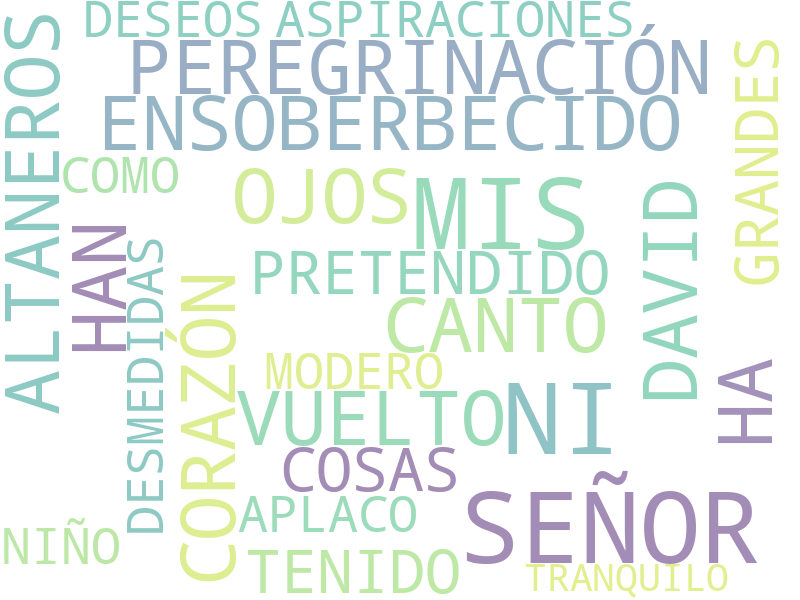 DESEOS ASPIRACIONES
PEREGRINACIÓN
ENSOBERBECIDO
ALTANEROS
GRANDES
COMO
OJOS
MIS
DAVID
HAN
DESMEDIDAS
PRETENDIDO
CORAZÓN
CANTO
MODERO
HA
VUELTO
NI
COSAS
SEÑOR
APLACO
NIÑO
TENIDO
TRANQUILO